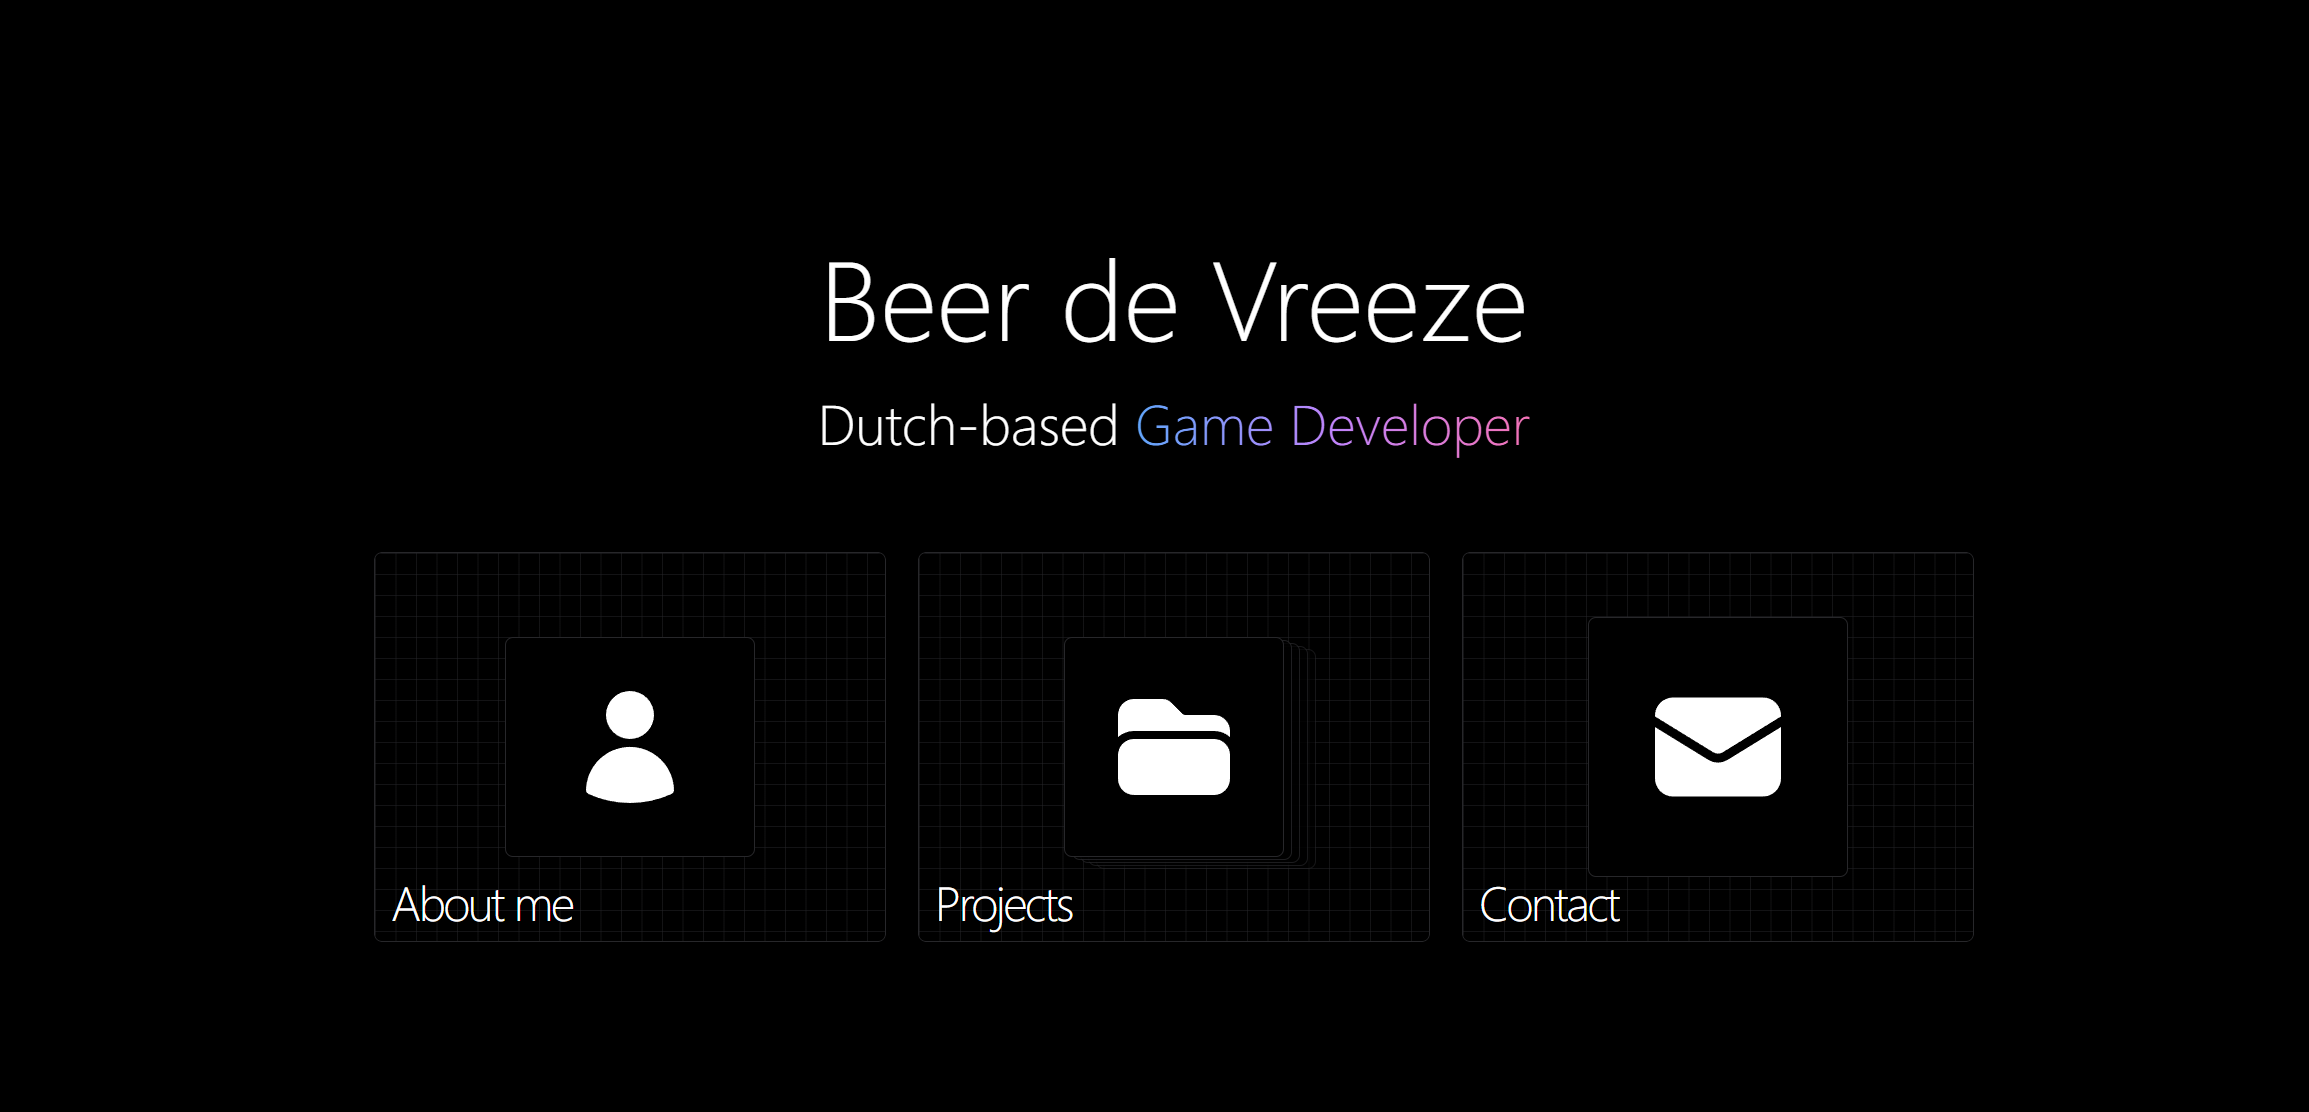 Beer de Vreeze
Dutch-based Game Developer
About me
Projects
Contact